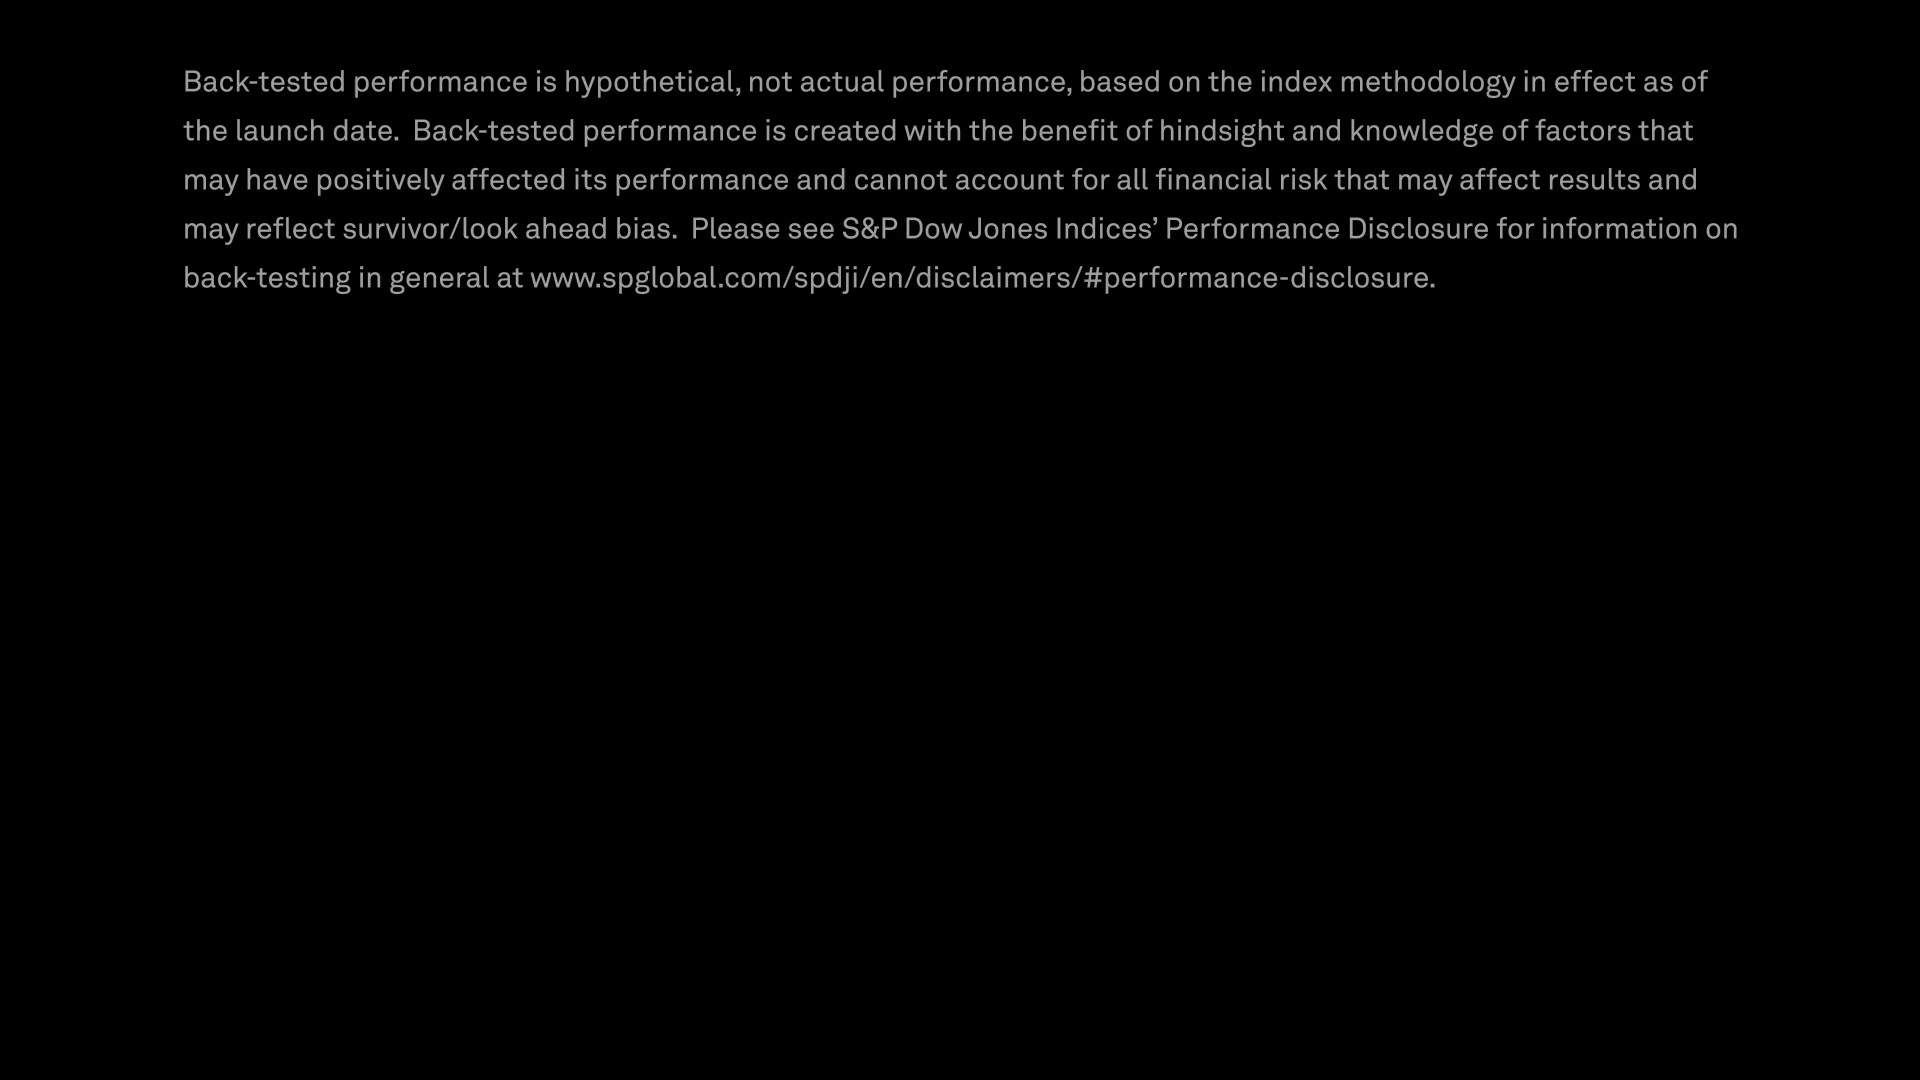 Back-tested performance is hypothetical, not actual performance, based on the index methodology in effect as of
the launch date.  Back-tested performance is created with the benefit of hindsight and knowledge of factors that
may have positively affected its performance and cannot account for all financial risk that may affect results and
may reflect survivor/look ahead bias.  Please see S&P Dow Jones Indices’ Performance Disclosure for information on
back-testing in general at www.spglobal.com/spdji/en/disclaimers/#performance-disclosure.